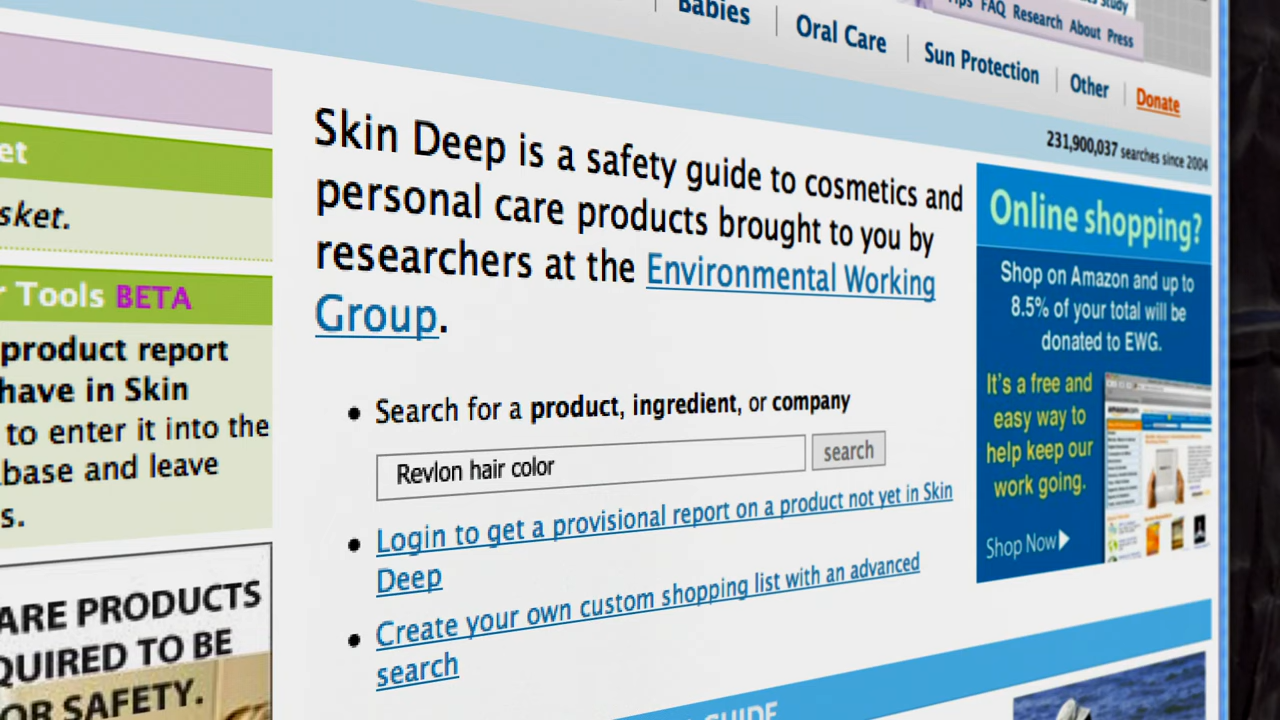 Tips FAQ Research About Press
Babies | Oral Care | Sun Protection | Other | Donate
231,900,037 searches since 2004
et
sket.
r Tools BETA
product report
have in Skin
to enter it into the
base and leave
s.
ARE PRODUCTS
QUIRED TO BE
OR SAFETY.
Skin Deep is a safety guide to cosmetics and
personal care products brought to you by
researchers at the Environmental Working
Group.
• Search for a product, ingredient, or company
Revlon hair color
search
• Login to get a provisional report on a product not yet in Skin
Deep
• Create your own custom shopping list with an advanced
search
GUIDE
Online shopping?
Shop on Amazon and up to
8.5% of your total will be
donated to EWG.
It's a free and
easy way to
help keep our
work going.
Shop Now